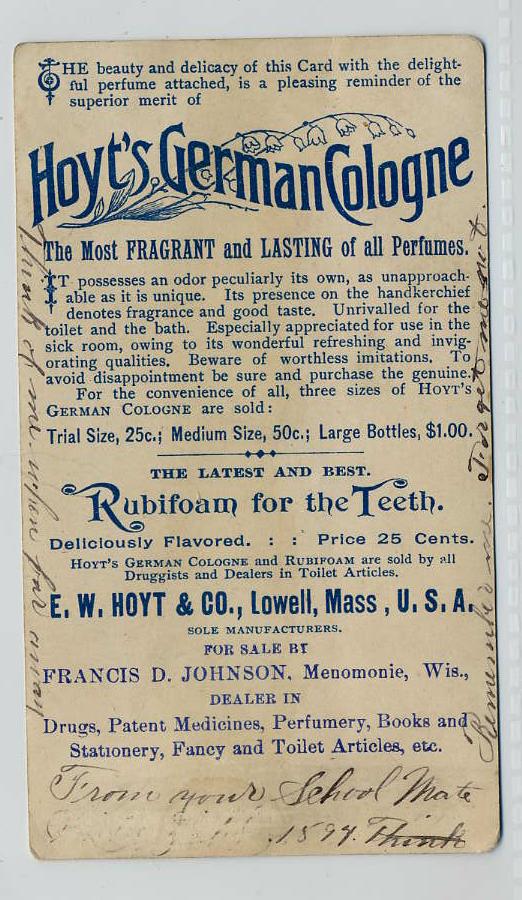 THE beauty and delicacy of this Card with the delight-
ful perfume attached, is a pleasing reminder of the
superior merit of
Hoyt's German Cologne
The Most FRAGRANT and LASTING of all Perfumes.
IT possesses an odor peculiarly its own, as unapproach-
able as it is unique. Its presence on the handkerchief
denotes fragrance and good taste. Unrivalled for the
toilet and the bath. Especially appreciated for use in the
sick room, owing to its wonderful refreshing and invig-
orating qualities. Beware of worthless imitations. To
avoid disappointment be sure and purchase the genuine.
For the convenience of all, three sizes of HOYT'S
GERMAN COLOGNE are sold:
Trial Size, 25c.; Medium Size, 50c.; Large Bottles, $1.00.
THE LATEST AND BEST.
Rubifoam for the Teeth.
Deliciously Flavored. : : Price 25 Cents.
HOYT'S GERMAN COLOGNE and RUBIFOAM are sold by all
Druggists and Dealers in Toilet Articles.
E. W. HOYT & CO., Lowell, Mass, U. S. A.
SOLE MANUFACTURERS.
FOR SALE BY
FRANCIS D. JOHNSON, Menomonie, Wis.,
DEALER IN
Drugs, Patent Medicines, Perfumery, Books and
Stationery, Fancy and Toilet Articles, etc.
From your School Mate
Think
Think of me when far away
Remember me. Forget me not.